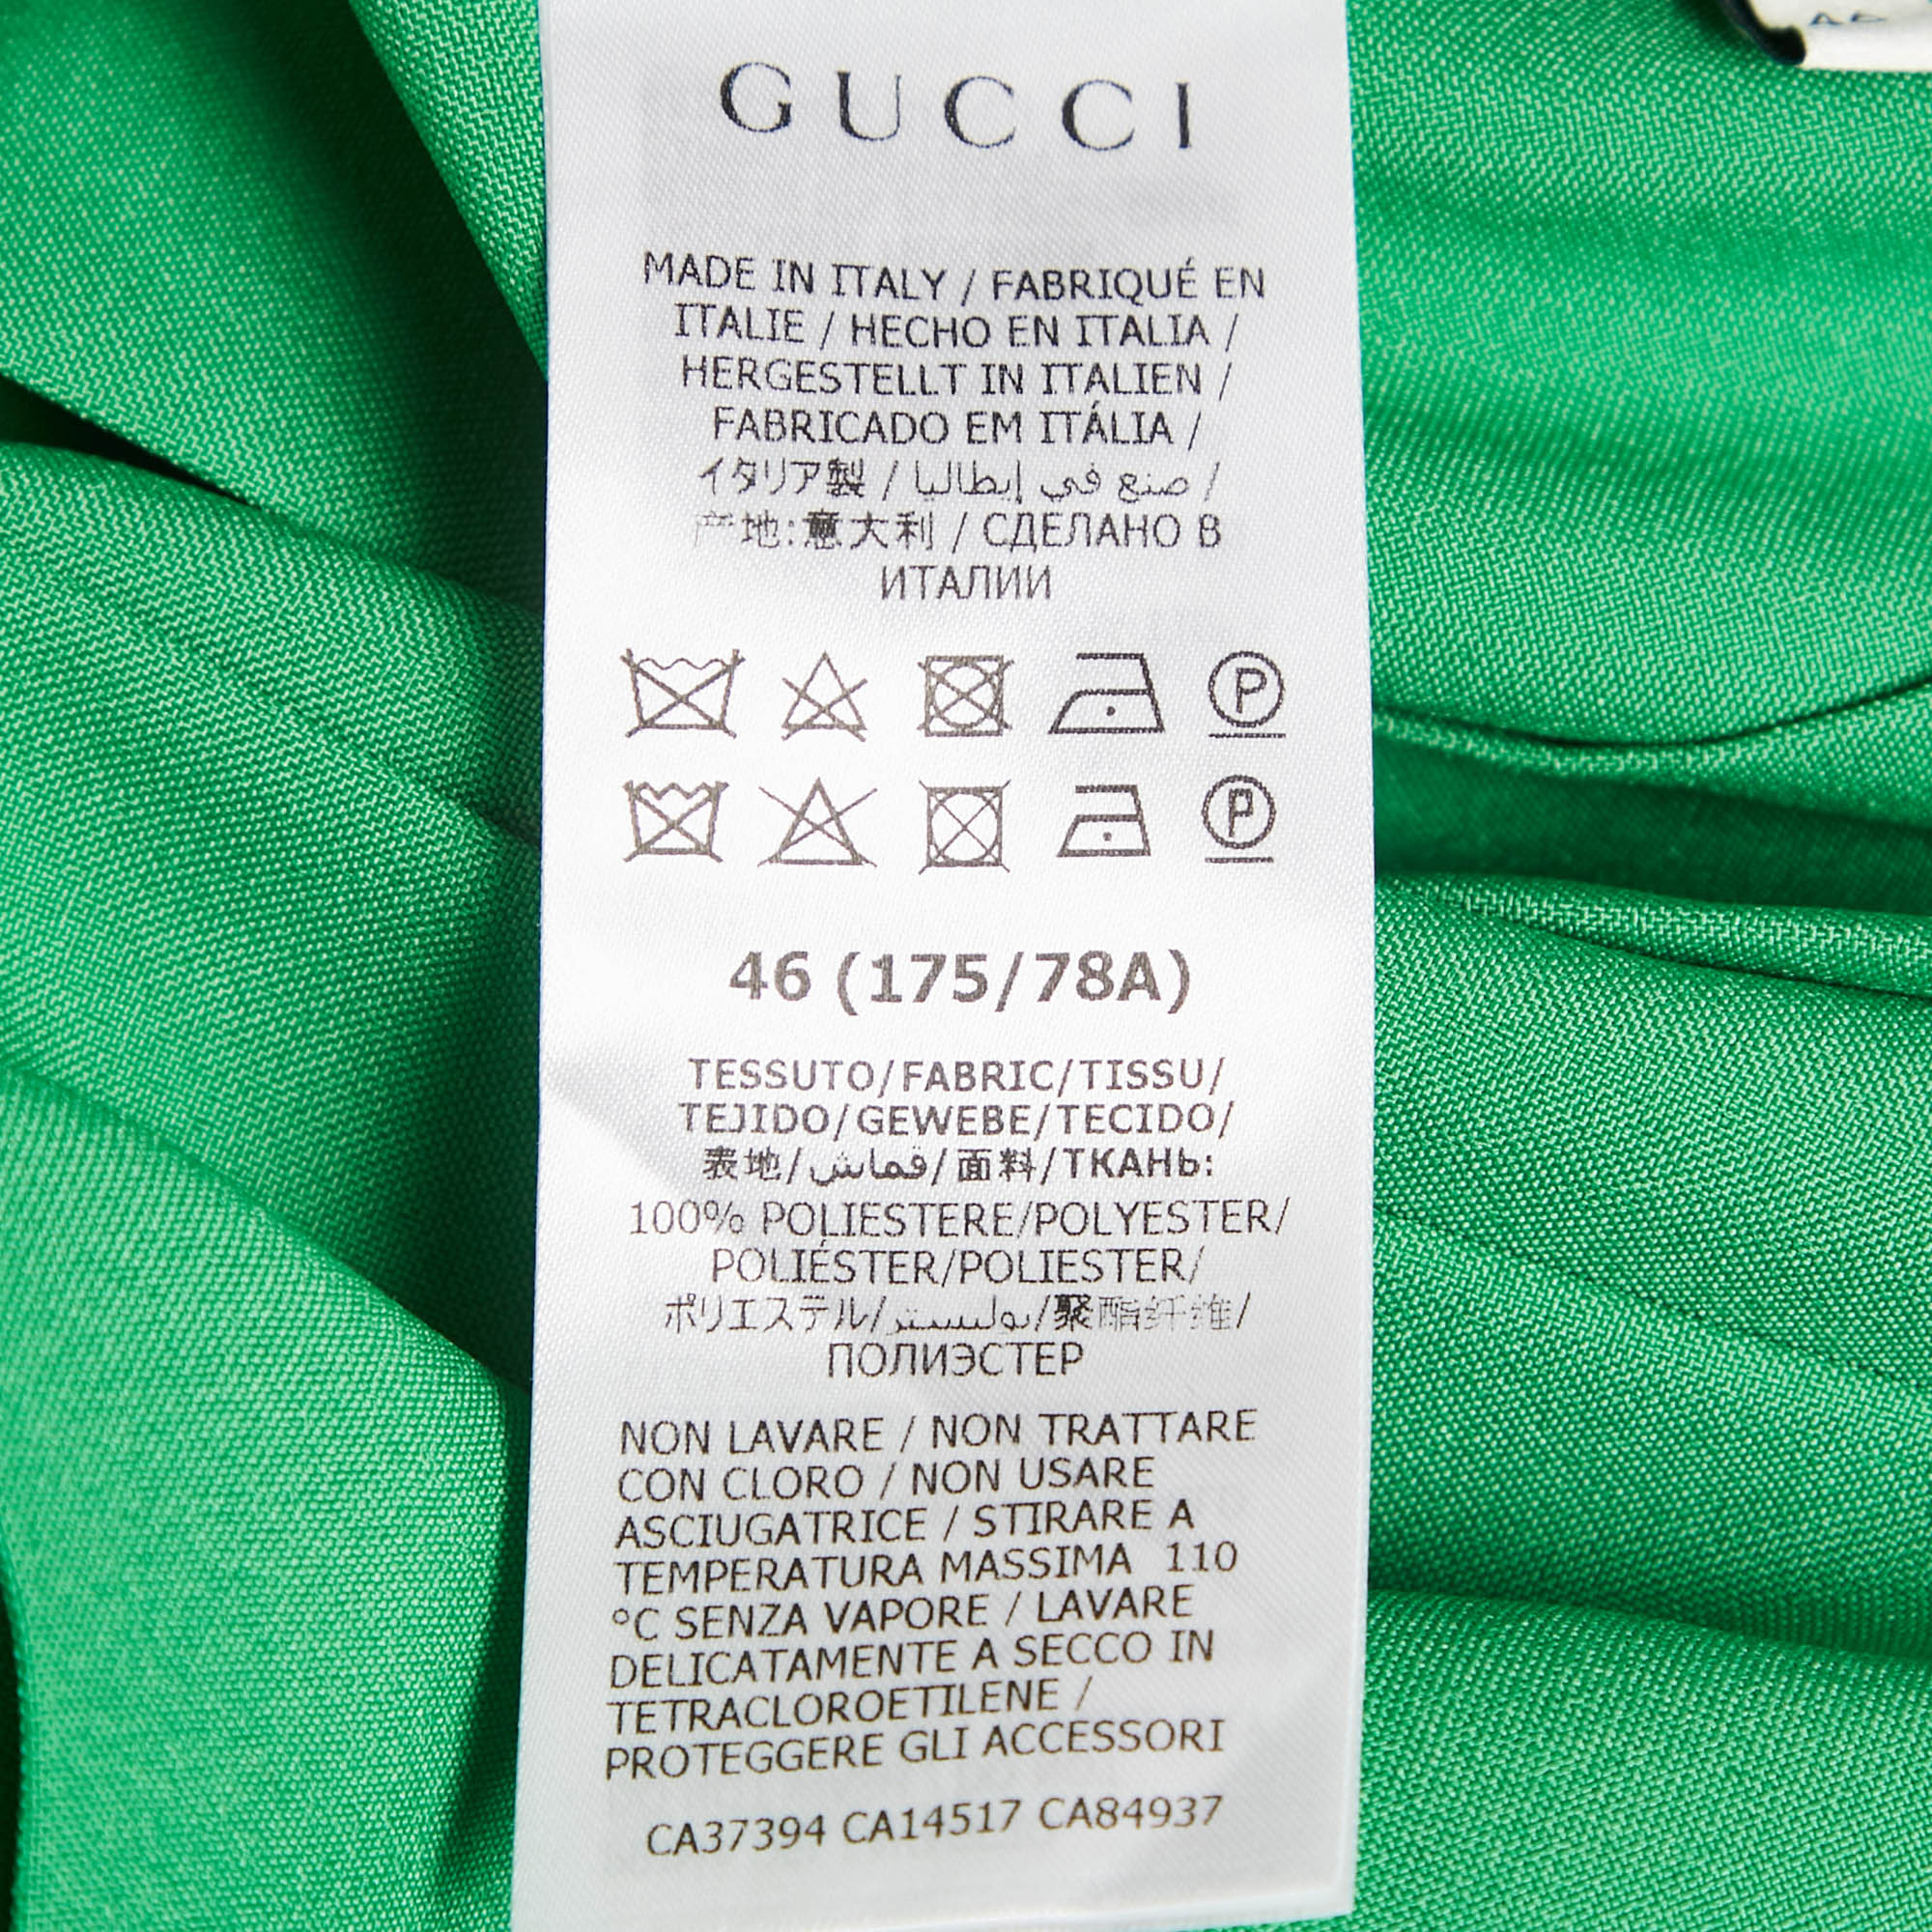 GUCCI
MADE IN ITALY / FABRIQUÉ EN
ITALIE / HECHO EN ITALIA /
HERGESTELLT IN ITALIEN /
FABRICADO EM ITÁLIA /
イタリア製 / صنع في إيطاليا /
产地:意大利 / СДЕЛАНО В
ИТАЛИИ
P
P
46 (175/78A)
TESSUTO/FABRIC/TISSU/
TEJIDO/GEWEBE/TECIDO/
表地/قماش/面料/ТКАНЬ:
100% POLIESTERE/POLYESTER/
POLIÉSTER/POLIESTER/
ポリエステル/بوليستر/聚酯纤维/
ПОЛИЭСТЕР
NON LAVARE / NON TRATTARE
CON CLORO / NON USARE
ASCIUGATRICE / STIRARE A
TEMPERATURA MASSIMA 110
°C SENZA VAPORE / LAVARE
DELICATAMENTE A SECCO IN
TETRACLOROETILENE /
PROTEGGERE GLI ACCESSORI
CA37394 CA14517 CA84937